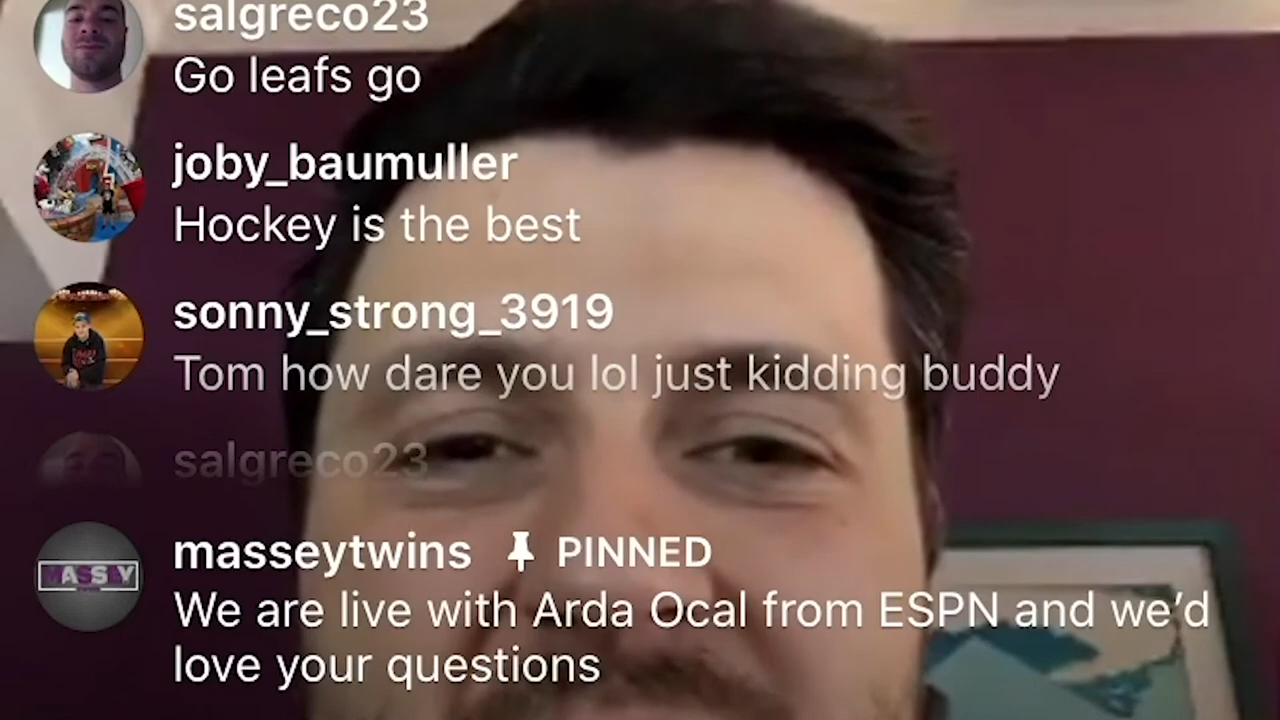 salgreco23
Go leafs go
joby_baumuller
Hockey is the best
sonny_strong_3919
Tom how dare you lol just kidding buddy
salgreco23
masseytwins PINNED
We are live with Arda Ocal from ESPN and we’d
love your questions
MASSEY